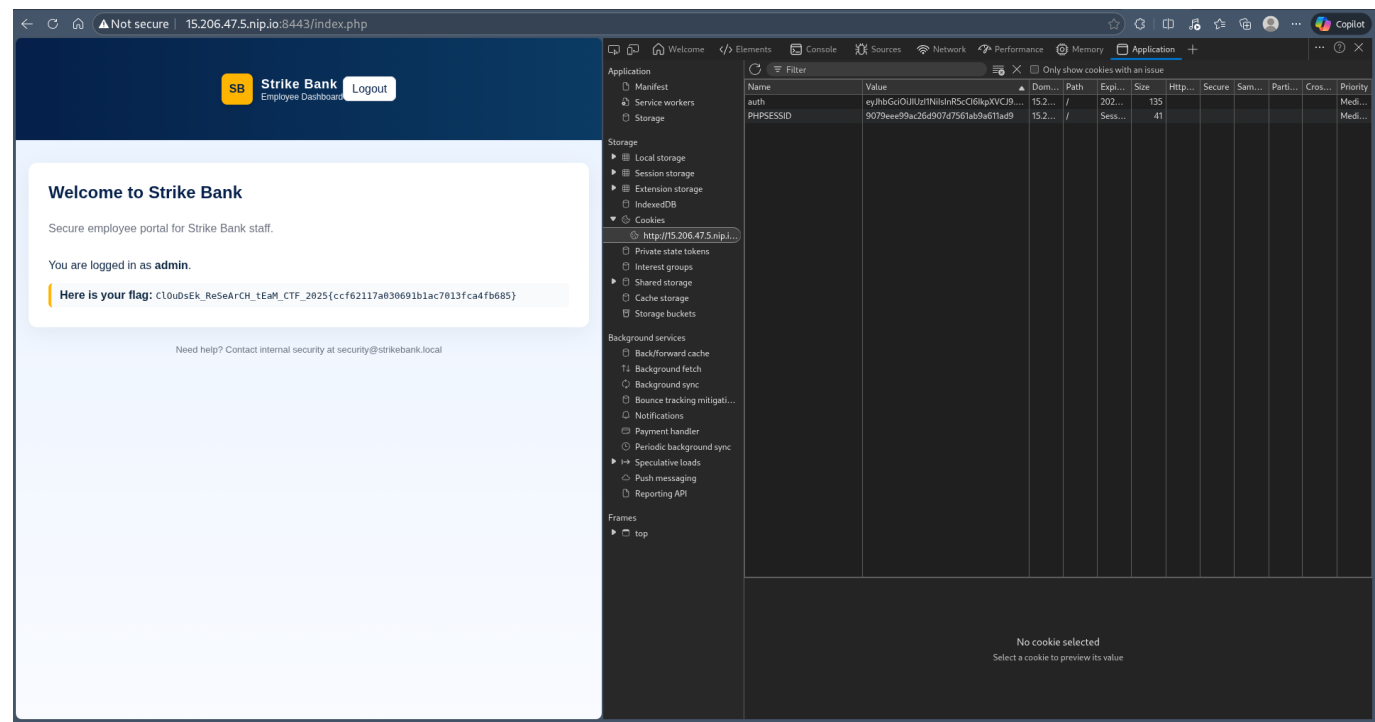 Not secure 15.206.47.5.nip.io:8443/index.php
Copilot
SB
Strike Bank
Employee Dashboard
Logout
Welcome to Strike Bank
Secure employee portal for Strike Bank staff.
You are logged in as admin.
Here is your flag: ClOuDsEk_ReSeArCH_tEaM_CTF_2025{ccf62117a030691b1ac7013fca4fb685}
Need help? Contact internal security at security@strikebank.local
Welcome Elements Console Sources Network Performance Memory Application
Application
Manifest
Service workers
Storage
Storage
Local storage
Session storage
Extension storage
IndexedDB
Cookies
http://15.206.47.5.nip.i...
Private state tokens
Interest groups
Shared storage
Cache storage
Storage buckets
Background services
Back/forward cache
Background fetch
Background sync
Bounce tracking mitigati...
Notifications
Payment handler
Periodic background sync
Speculative loads
Push messaging
Reporting API
Frames
top
Filter
Only show cookies with an issue
Name Value Dom... Path Expi... Size Http... Secure Sam... Parti... Cros... Priority
auth 15.2... / 202... 135 Medi...
PHPSESSID 9079eee99ac26d907d7561ab9a611ad9 15.2... / Sess... 41 Medi...
No cookie selected
Select a cookie to preview its value